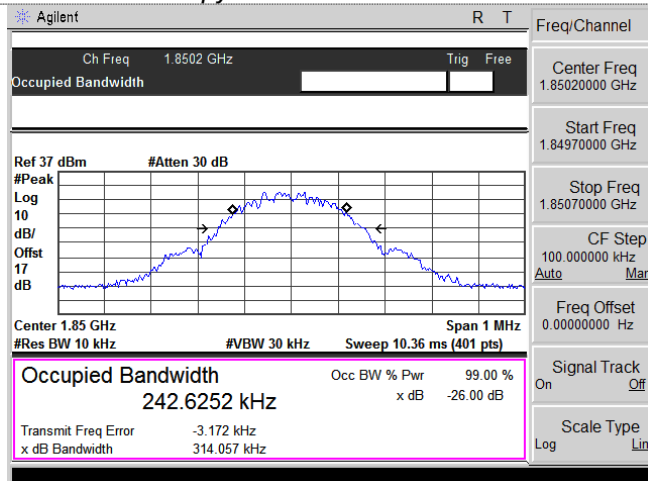 Agilent R T
Ch Freq 1.8502 GHz Trig Free
Occupied Bandwidth
Ref 37 dBm #Atten 30 dB
#Peak
Log
10
dB/
Offst
17
dB
Center 1.85 GHz Span 1 MHz
#Res BW 10 kHz #VBW 30 kHz Sweep 10.36 ms (401 pts)
Occupied Bandwidth Occ BW % Pwr 99.00 %
242.6252 kHz x dB -26.00 dB
Transmit Freq Error -3.172 kHz
x dB Bandwidth 314.057 kHz
Freq/Channel
Center Freq
1.85020000 GHz
Start Freq
1.84970000 GHz
Stop Freq
1.85070000 GHz
CF Step
100.000000 kHz
Auto Man
Freq Offset
0.00000000 Hz
Signal Track
On Off
Scale Type
Log Lin